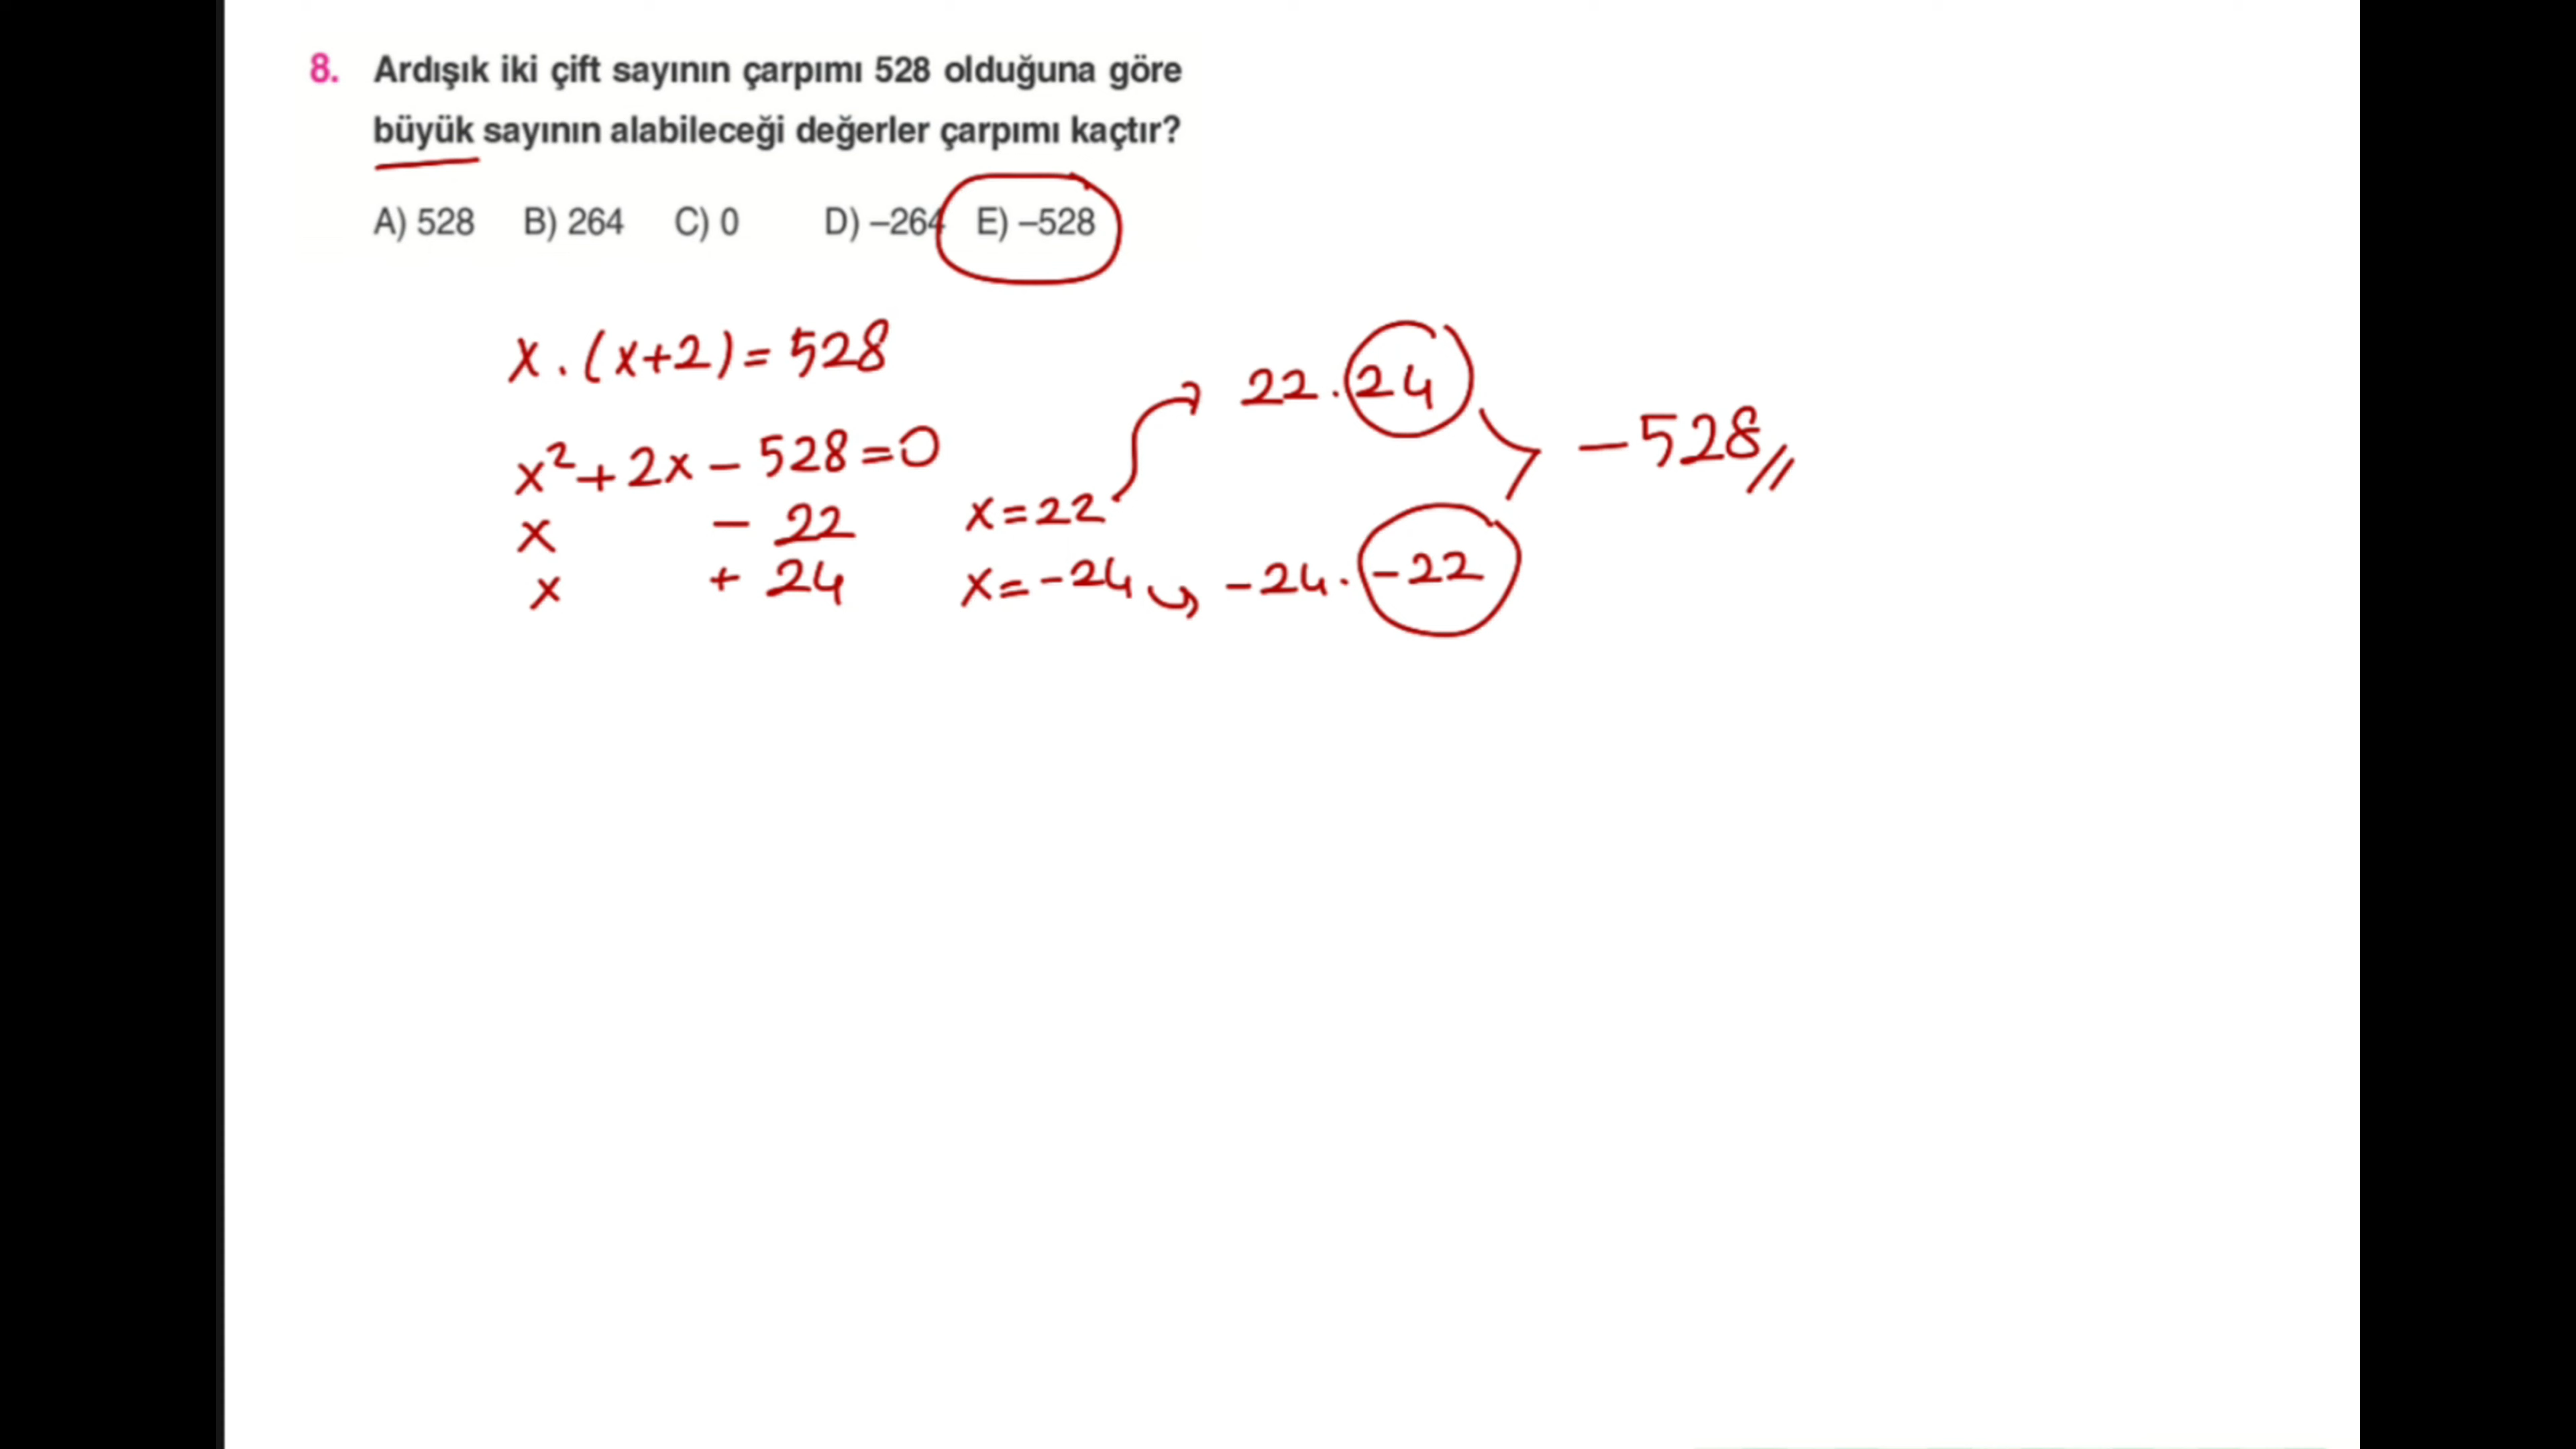 8. Ardışık iki çift sayının çarpımı 528 olduğuna göre
büyük sayının alabileceği değerler çarpımı kaçtır?
A) 528 B) 264 C) 0 D) –264 E) –528
x . (x+2) = 528
x² + 2x – 528 = 0
x – 22
x + 24
x = 22
x = -24
22 . 24
-24 . -22
– 528 //